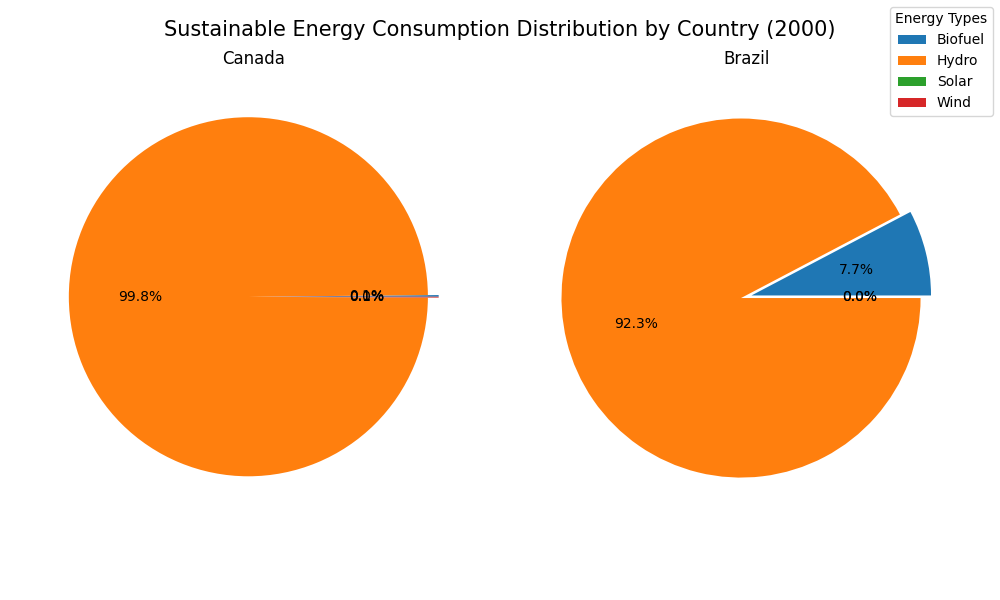 Sustainable Energy Consumption Distribution by Country (2000)
Canada
Brazil
Energy Types
Biofuel
Hydro
Solar
Wind
99.8%
7.7%
0.0%
92.3%